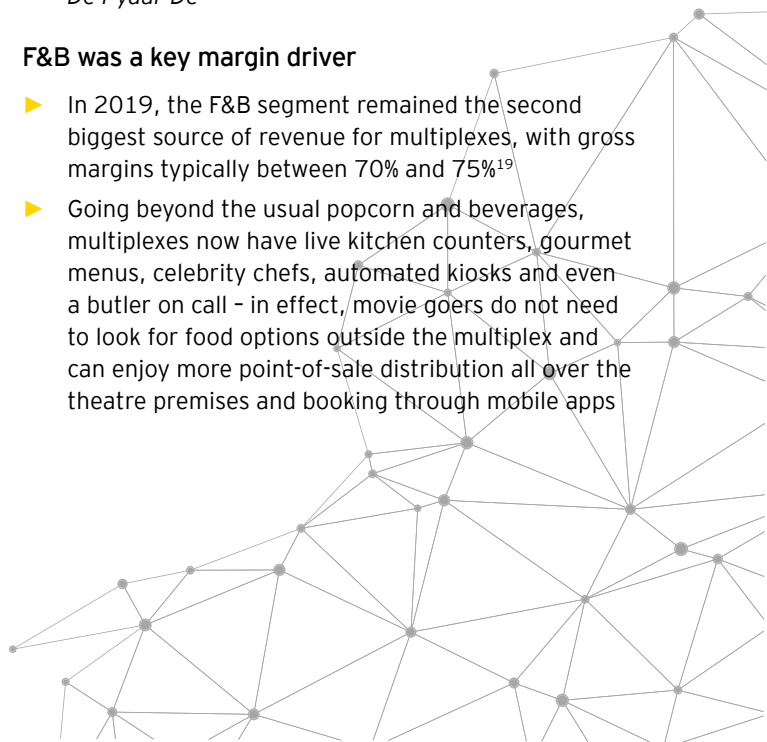 De Pyaar De
F&B was a key margin driver
► In 2019, the F&B segment remained the second
biggest source of revenue for multiplexes, with gross
margins typically between 70% and 75%¹⁹
► Going beyond the usual popcorn and beverages,
multiplexes now have live kitchen counters, gourmet
menus, celebrity chefs, automated kiosks and even
a butler on call – in effect, movie goers do not need
to look for food options outside the multiplex and
can enjoy more point-of-sale distribution all over the
theatre premises and booking through mobile apps